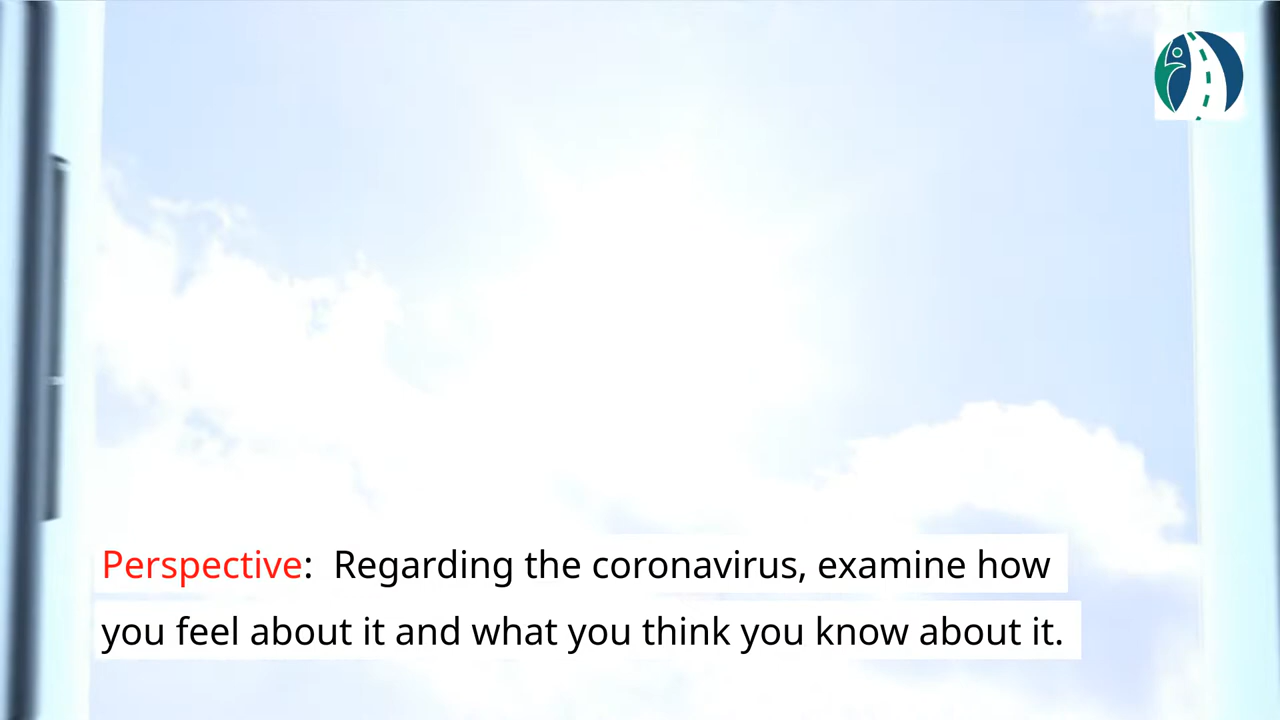 Perspective:  Regarding the coronavirus, examine how
you feel about it and what you think you know about it.